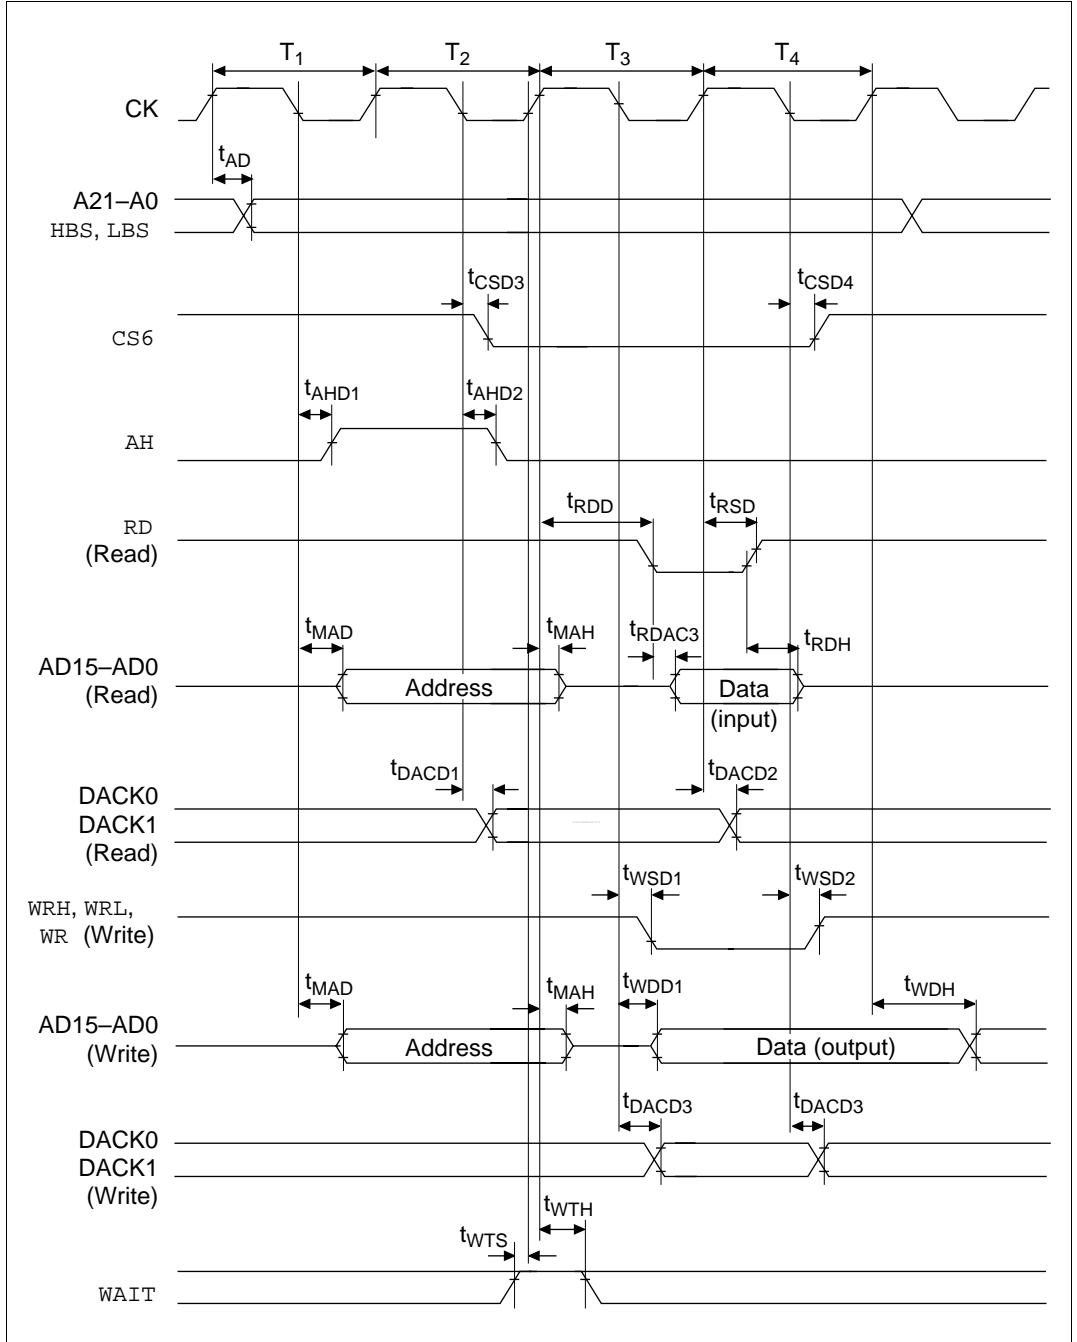 T1 T2 T3 T4
CK
tAD
A21–A0
HBS, LBS
tCSD3 tCSD4
CS6
tAHD1 tAHD2
AH
tRDD tRSD
RD
(Read)
tMAD tMAH tRDAC3 tRDH
AD15–AD0
(Read)
Address
Data
(input)
tDACD1 tDACD2
DACK0
DACK1
(Read)
tWSD1 tWSD2
WRH, WRL,
WR (Write)
tMAD tMAH tWDD1 tWDH
AD15–AD0
(Write)
Address
Data (output)
tDACD3 tDACD3
DACK0
DACK1
(Write)
tWTH
tWTS
WAIT